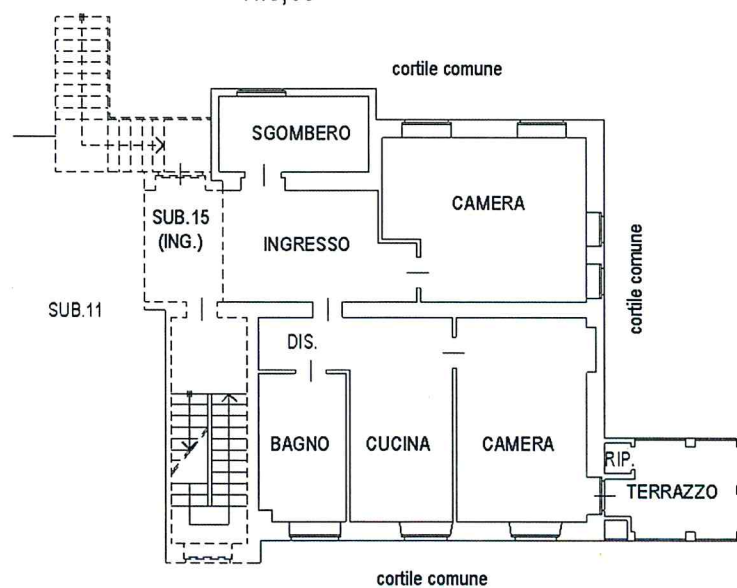 cortile comune
SGOMBERO
CAMERA
SUB.15
(ING.)
INGRESSO
cortile comune
SUB.11
DIS.
BAGNO
CUCINA
CAMERA
RIP.
TERRAZZO
cortile comune